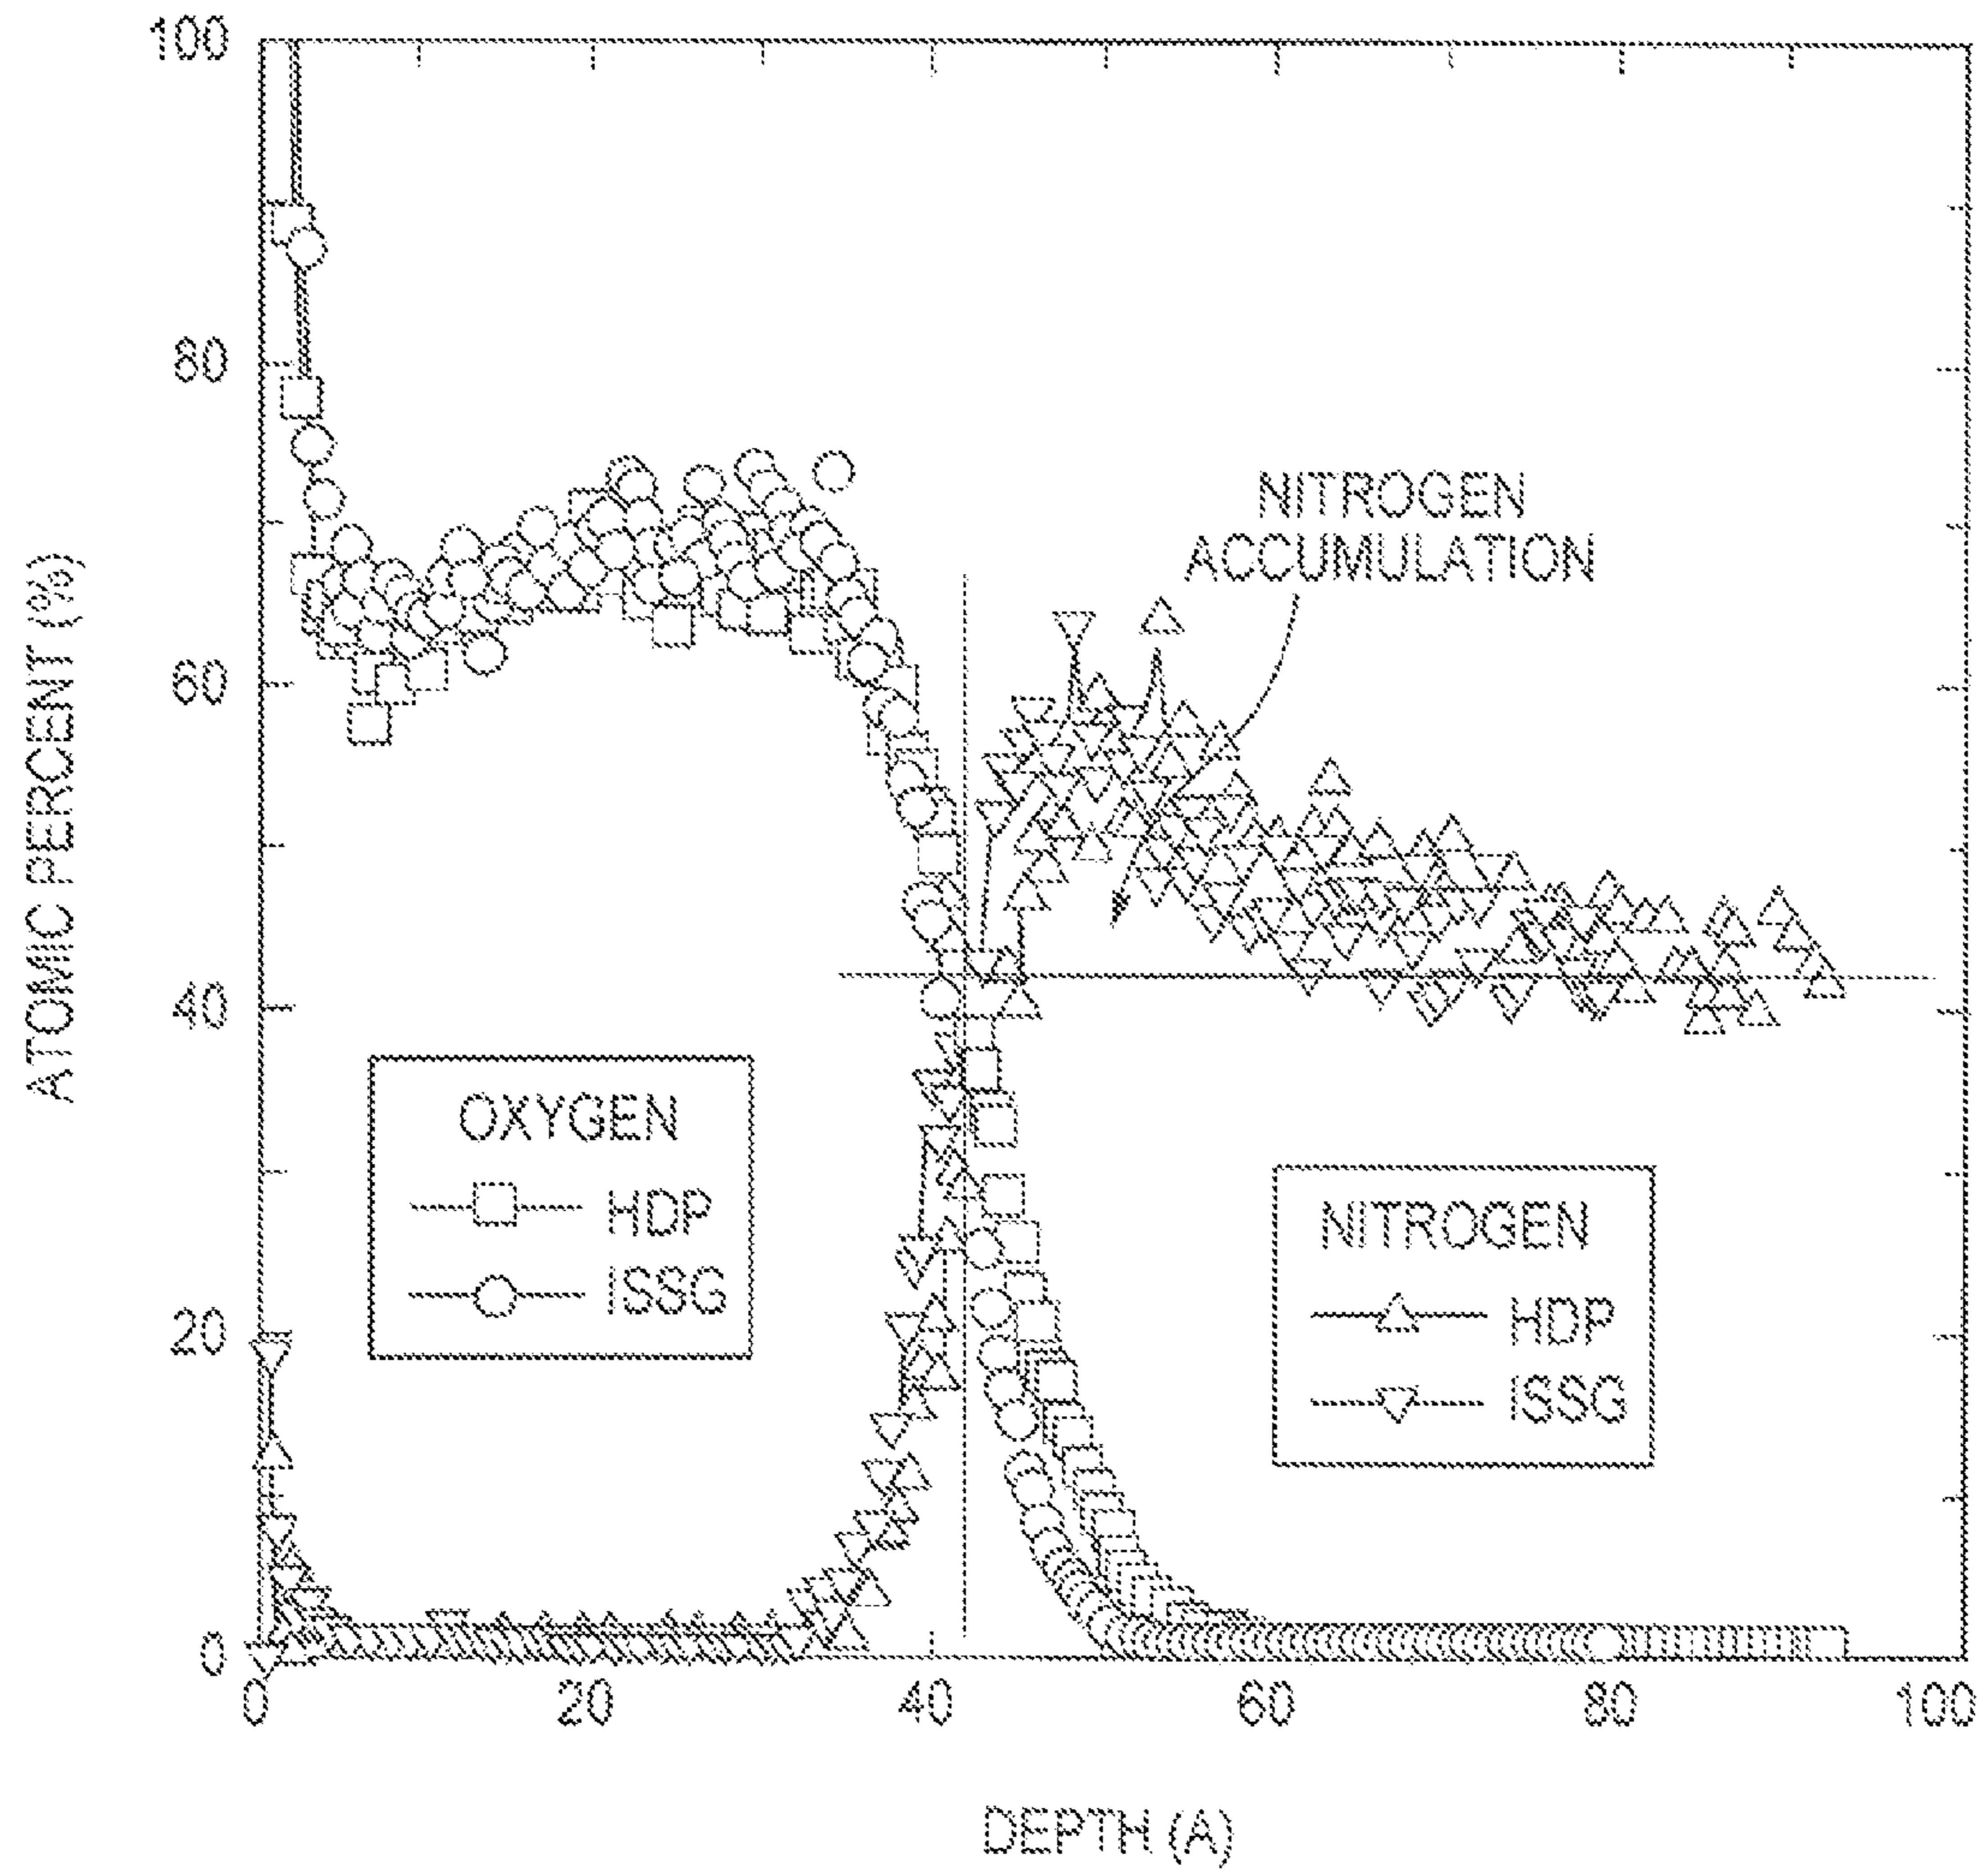 100
80
60
40
20
0
ATOMIC PERCENT (%)
NITROGEN
ACCUMULATION
OXYGEN
HDP
ISSG
NITROGEN
HDP
ISSG
0
20
40
60
80
100
DEPTH (A)